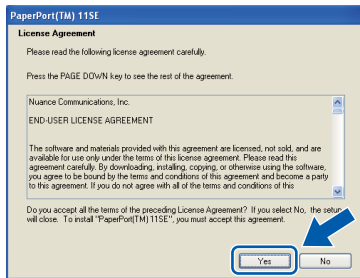 PaperPort(TM) 11SE
License Agreement
Please read the following license agreement carefully.
Press the PAGE DOWN key to see the rest of the agreement.
Nuance Communications, Inc.
END-USER LICENSE AGREEMENT
The software and materials provided with this agreement are licensed, not sold, and are
available for use only under the terms of this license agreement. Please read this
agreement carefully. By downloading, installing, copying, or otherwise using the software,
you agree to be bound by the terms and conditions of this agreement and become a party
to this agreement. If you do not agree with all of the terms and conditions of this
Do you accept all the terms of the preceding License Agreement? If you select No, the setup
will close. To install "PaperPort(TM) 11SE", you must accept this agreement.
Yes
No